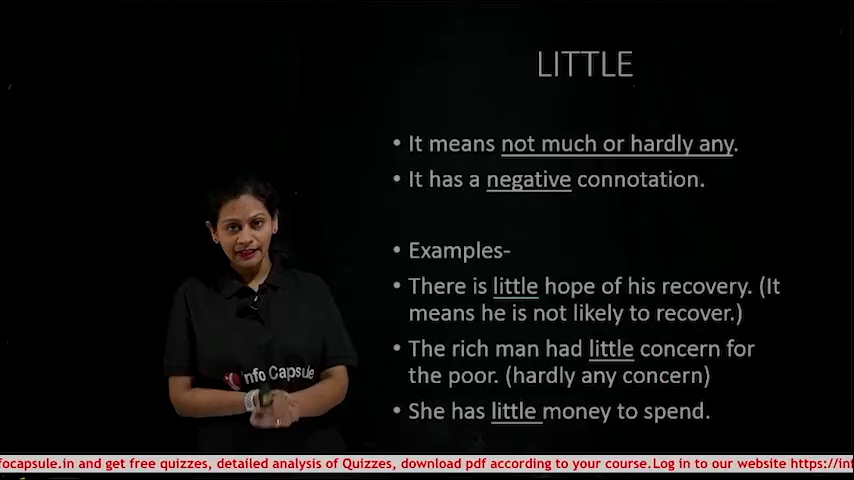 LITTLE
• It means not much or hardly any.
• It has a negative connotation.
• Examples-
• There is little hope of his recovery. (It
means he is not likely to recover.)
• The rich man had little concern for
the poor. (hardly any concern)
• She has little money to spend.
Info Capsule
focapsule.in and get free quizzes, detailed analysis of Quizzes, download pdf according to your course.Log in to our website https://inf